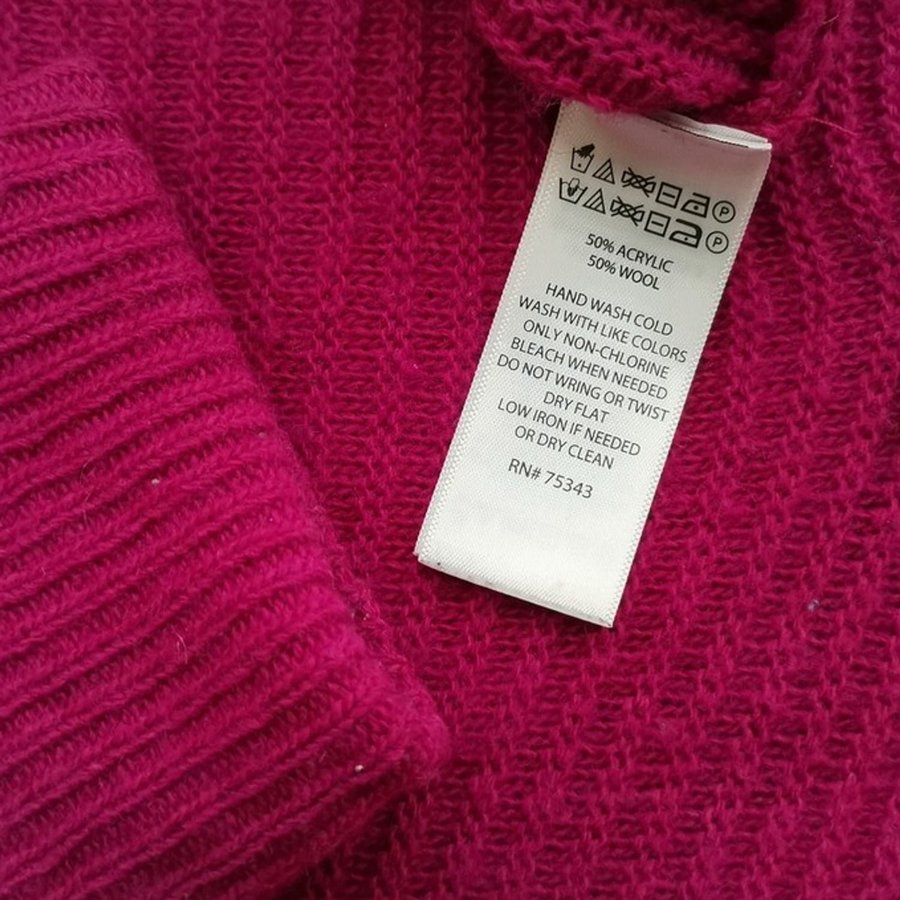 P
P
50% ACRYLIC
50% WOOL
HAND WASH COLD
WASH WITH LIKE COLORS
ONLY NON-CHLORINE
BLEACH WHEN NEEDED
DO NOT WRING OR TWIST
DRY FLAT
LOW IRON IF NEEDED
OR DRY CLEAN
RN# 75343